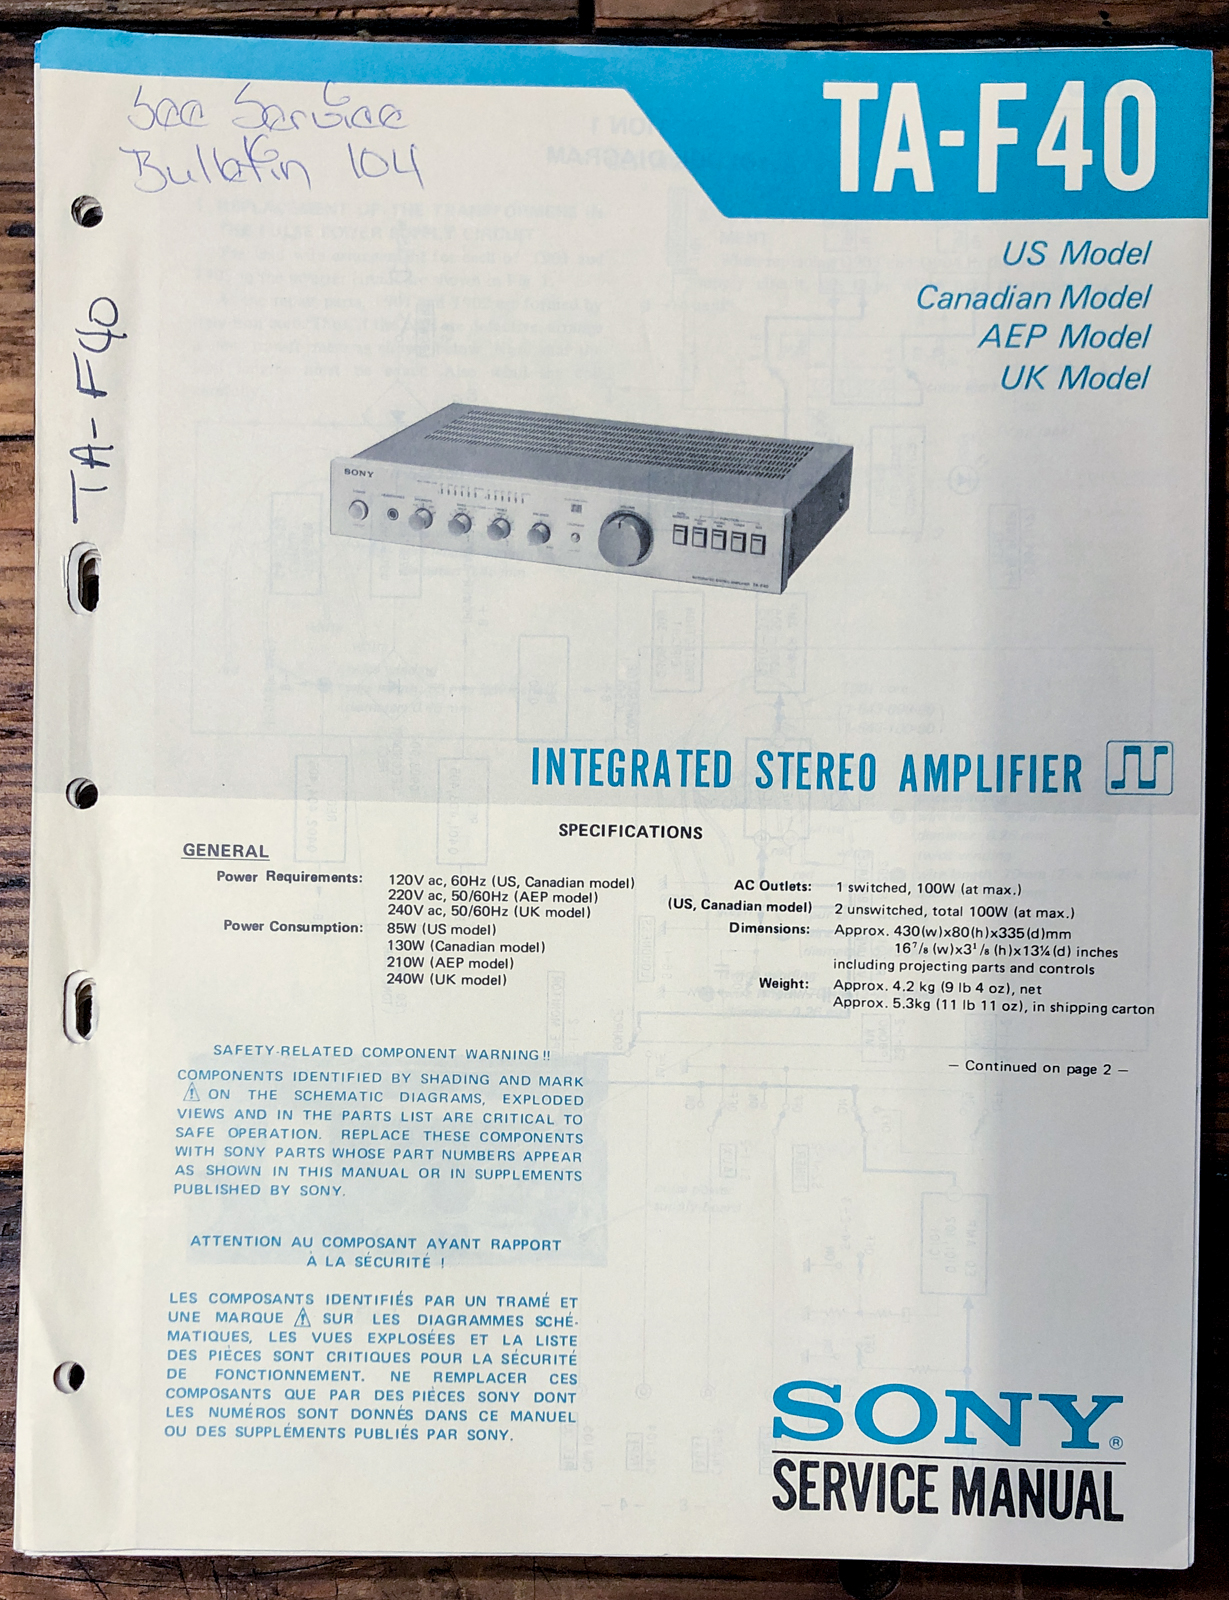 See Service
Bulletin 104
TA-F40
TA-F40
US Model
Canadian Model
AEP Model
UK Model
SONY
INTEGRATED STEREO AMPLIFIER
SPECIFICATIONS
GENERAL
Power Requirements: 120V ac, 60Hz (US, Canadian model)
220V ac, 50/60Hz (AEP model)
240V ac, 50/60Hz (UK model)
Power Consumption: 85W (US model)
130W (Canadian model)
210W (AEP model)
240W (UK model)
AC Outlets: 1 switched, 100W (at max.)
(US, Canadian model) 2 unswitched, total 100W (at max.)
Dimensions: Approx. 430(w)x80(h)x335(d)mm
16⁷/₈ (w)x3¹/₈ (h)x13¼(d) inches
including projecting parts and controls
Weight: Approx. 4.2 kg (9 lb 4 oz), net
Approx. 5.3kg (11 lb 11 oz), in shipping carton
— Continued on page 2 —
SAFETY-RELATED COMPONENT WARNING!!
COMPONENTS IDENTIFIED BY SHADING AND MARK
⚠ ON THE SCHEMATIC DIAGRAMS, EXPLODED
VIEWS AND IN THE PARTS LIST ARE CRITICAL TO
SAFE OPERATION. REPLACE THESE COMPONENTS
WITH SONY PARTS WHOSE PART NUMBERS APPEAR
AS SHOWN IN THIS MANUAL OR IN SUPPLEMENTS
PUBLISHED BY SONY.
ATTENTION AU COMPOSANT AYANT RAPPORT
À LA SÉCURITÉ !
LES COMPOSANTS IDENTIFIÉS PAR UN TRAMÉ ET
UNE MARQUE ⚠ SUR LES DIAGRAMMES SCHÉ-
MATIQUES, LES VUES EXPLOSÉES ET LA LISTE
DES PIÈCES SONT CRITIQUES POUR LA SÉCURITÉ
DE FONCTIONNEMENT. NE REMPLACER CES
COMPOSANTS QUE PAR DES PIÈCES SONY DONT
LES NUMÉROS SONT DONNÉS DANS CE MANUEL
OU DES SUPPLÉMENTS PUBLIÉS PAR SONY.
SONY®
SERVICE MANUAL